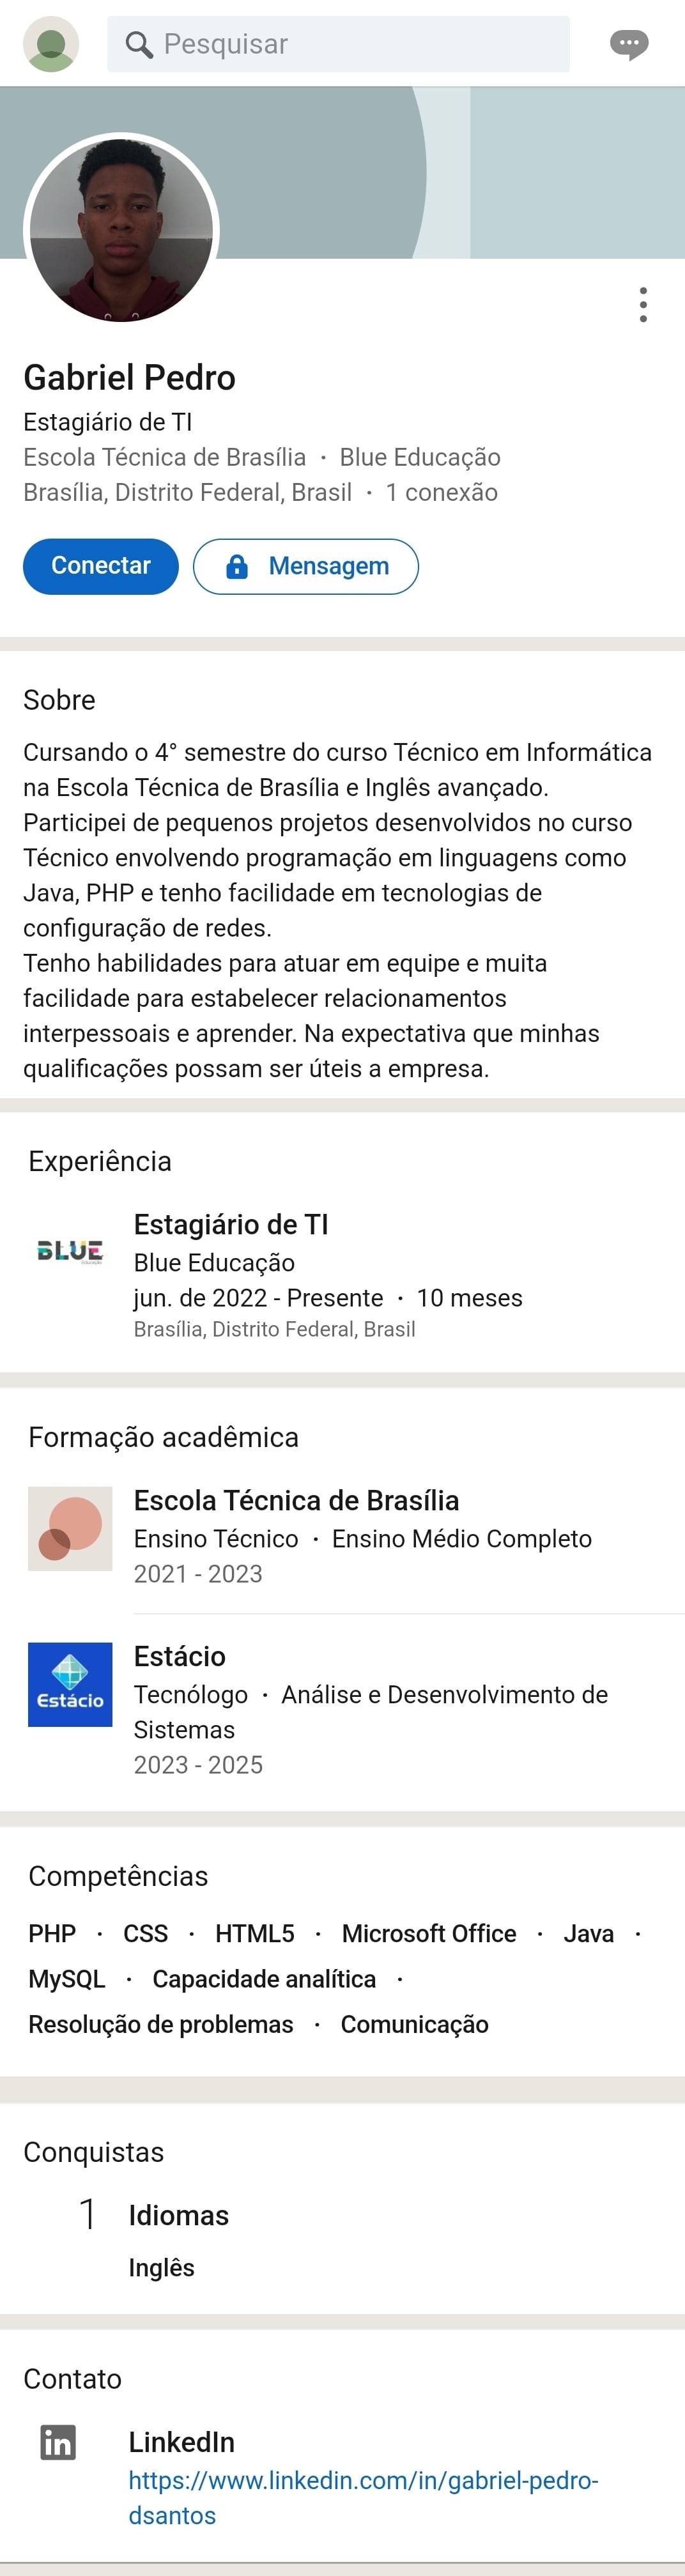 Pesquisar
Gabriel Pedro
Estagiário de TI
Escola Técnica de Brasília · Blue Educação
Brasília, Distrito Federal, Brasil · 1 conexão
Conectar
Mensagem
Sobre
Cursando o 4° semestre do curso Técnico em Informática
na Escola Técnica de Brasília e Inglês avançado.
Participei de pequenos projetos desenvolvidos no curso
Técnico envolvendo programação em linguagens como
Java, PHP e tenho facilidade em tecnologias de
configuração de redes.
Tenho habilidades para atuar em equipe e muita
facilidade para estabelecer relacionamentos
interpessoais e aprender. Na expectativa que minhas
qualificações possam ser úteis a empresa.
Experiência
BLUE
Estagiário de TI
Blue Educação
jun. de 2022 - Presente · 10 meses
Brasília, Distrito Federal, Brasil
Formação acadêmica
Escola Técnica de Brasília
Ensino Técnico · Ensino Médio Completo
2021 - 2023
Estácio
Estácio
Tecnólogo · Análise e Desenvolvimento de
Sistemas
2023 - 2025
Competências
PHP · CSS · HTML5 · Microsoft Office · Java ·
MySQL · Capacidade analítica ·
Resolução de problemas · Comunicação
Conquistas
1 Idiomas
Inglês
Contato
in LinkedIn
https://www.linkedin.com/in/gabriel-pedro-
dsantos